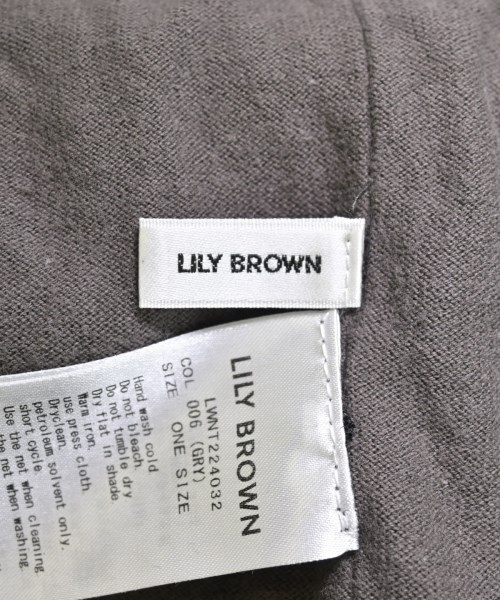 LILY BROWN
LILY BROWN
LWNT224032
COL 006 (GRY)
SIZE ONE SIZE
Hand wash cold
Do not bleach.
Do not tumble dry
Dry flat in shade.
Warm iron.
use press cloth.
Dryclean.
petroleum solvent only.
short cycle.
Use the net when cleaning
the net when washing.